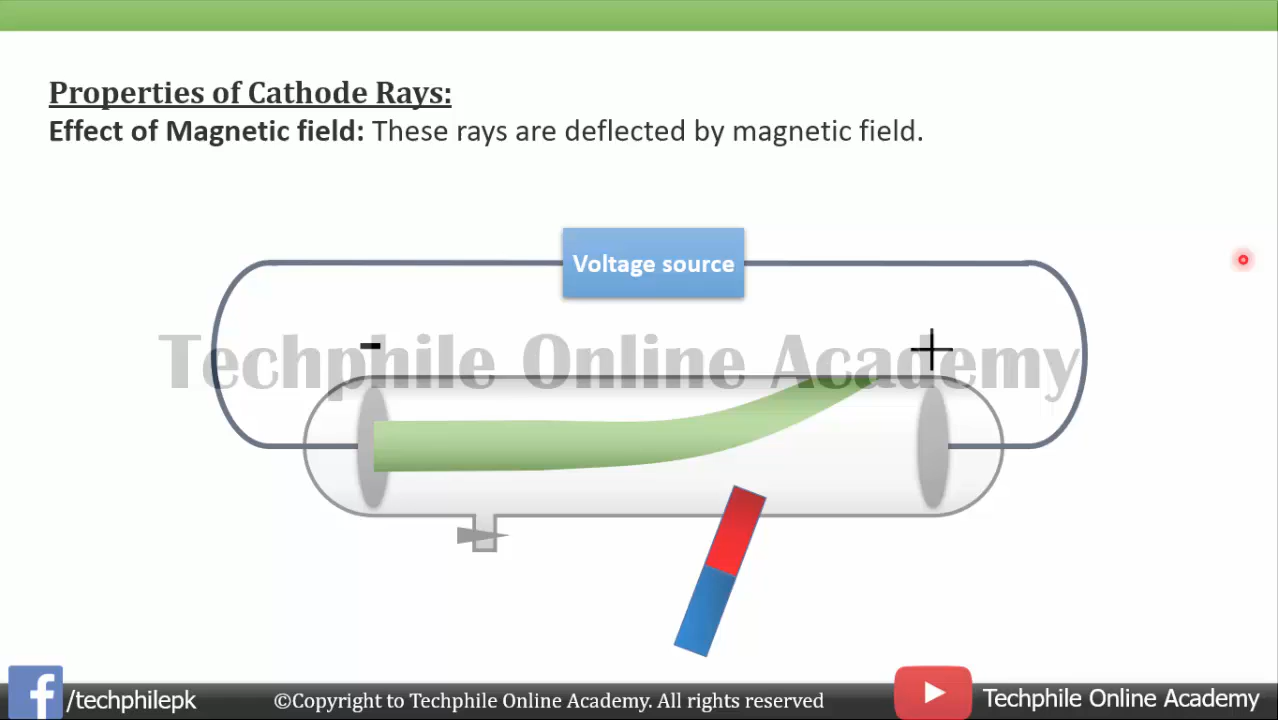 Properties of Cathode Rays:
Effect of Magnetic field: These rays are deflected by magnetic field.
Voltage source
- +
Techphile Online Academy
/techphilepk
©Copyright to Techphile Online Academy. All rights reserved
Techphile Online Academy